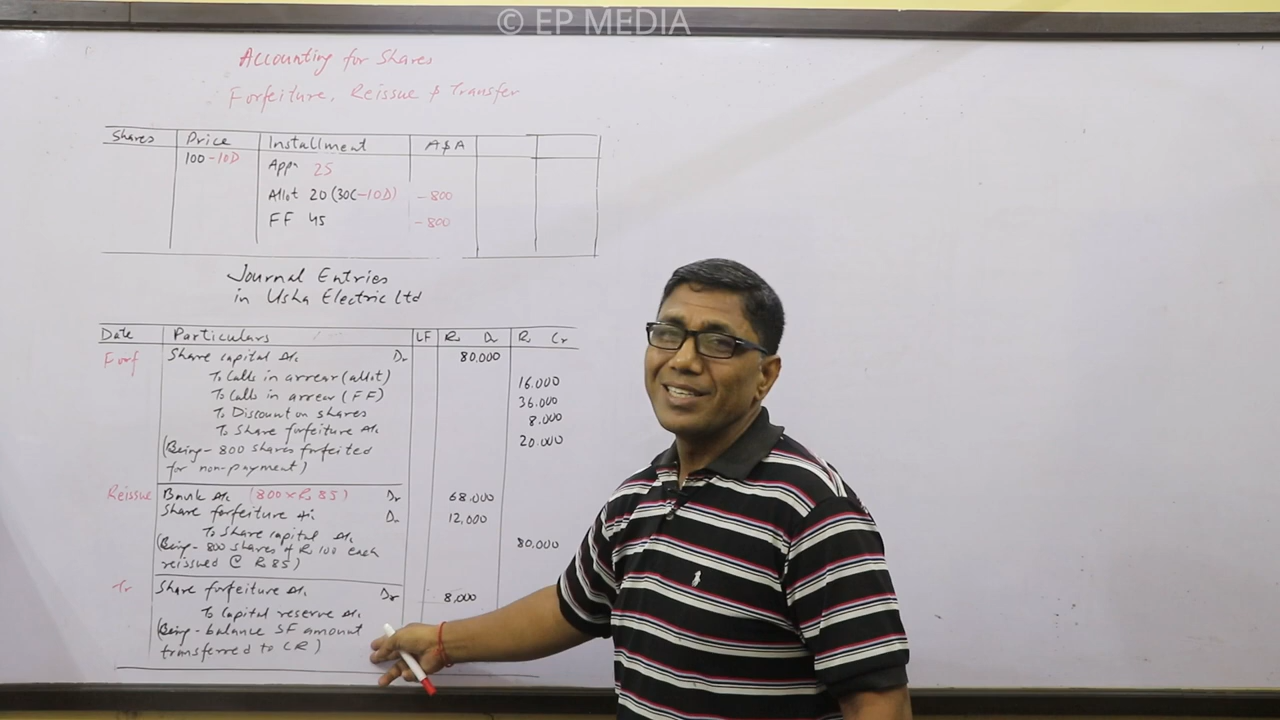 © EP MEDIA
Accounting for Shares
Forfeiture, Reissue & Transfer
Shares Price Installment A&A
100-10D Appn 25
Allot 20 (30C-10D) - 800
FF 45 - 800
Journal Entries
in Usha Electric Ltd
Date Particulars LF Rs Dr Rs Cr
Forf Share capital A/c Dr 80,000
To Calls in arrear (allot) 16,000
To Calls in arrear (FF) 36,000
To Discount on shares 8,000
To Share forfeiture A/c 20,000
(Being- 800 shares forfeited
for non-payment)
Reissue Bank A/c (800×Rs 85) Dr 68,000
Share forfeiture A/c Dr 12,000
To Share capital A/c 80,000
(Being- 800 shares of Rs 100 each
reissued @ Rs 85)
Tr Share forfeiture A/c Dr 8,000
To Capital reserve A/c
(Being- balance SF amount
transferred to CR)